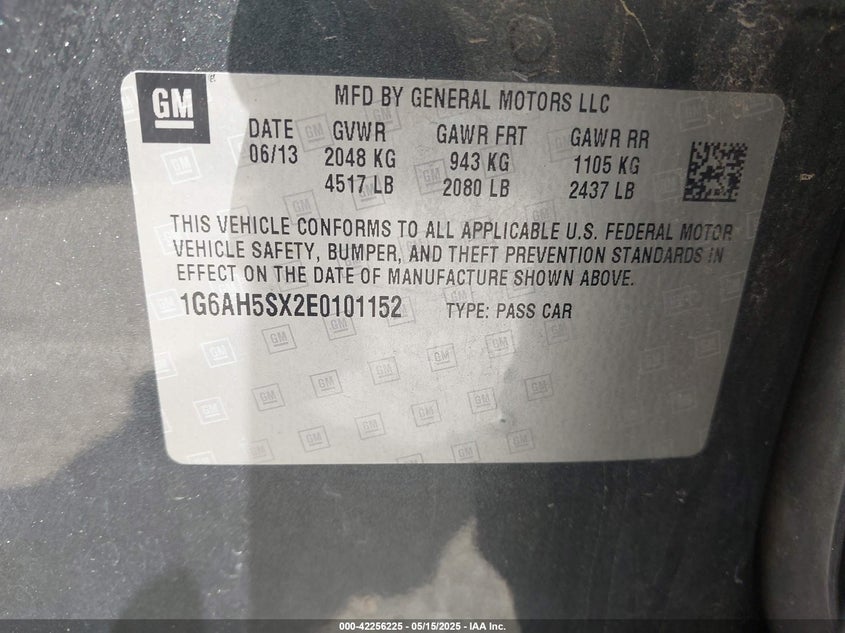 GM
MFD BY GENERAL MOTORS LLC
DATE GVWR GAWR FRT GAWR RR
06/13 2048 KG 943 KG 1105 KG
4517 LB 2080 LB 2437 LB
THIS VEHICLE CONFORMS TO ALL APPLICABLE U.S. FEDERAL MOTOR
VEHICLE SAFETY, BUMPER, AND THEFT PREVENTION STANDARDS IN
EFFECT ON THE DATE OF MANUFACTURE SHOWN ABOVE.
1G6AH5SX2E0101152 TYPE: PASS CAR
000-42256225 - 05/15/2025 - IAA Inc.